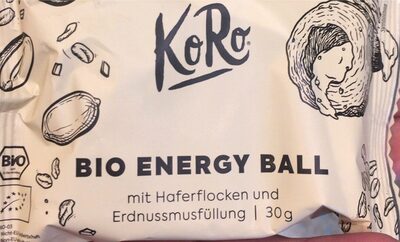 KoRo
BIO
BIO ENERGY BALL
mit Haferflocken und
Erdnussmusfüllung | 30g